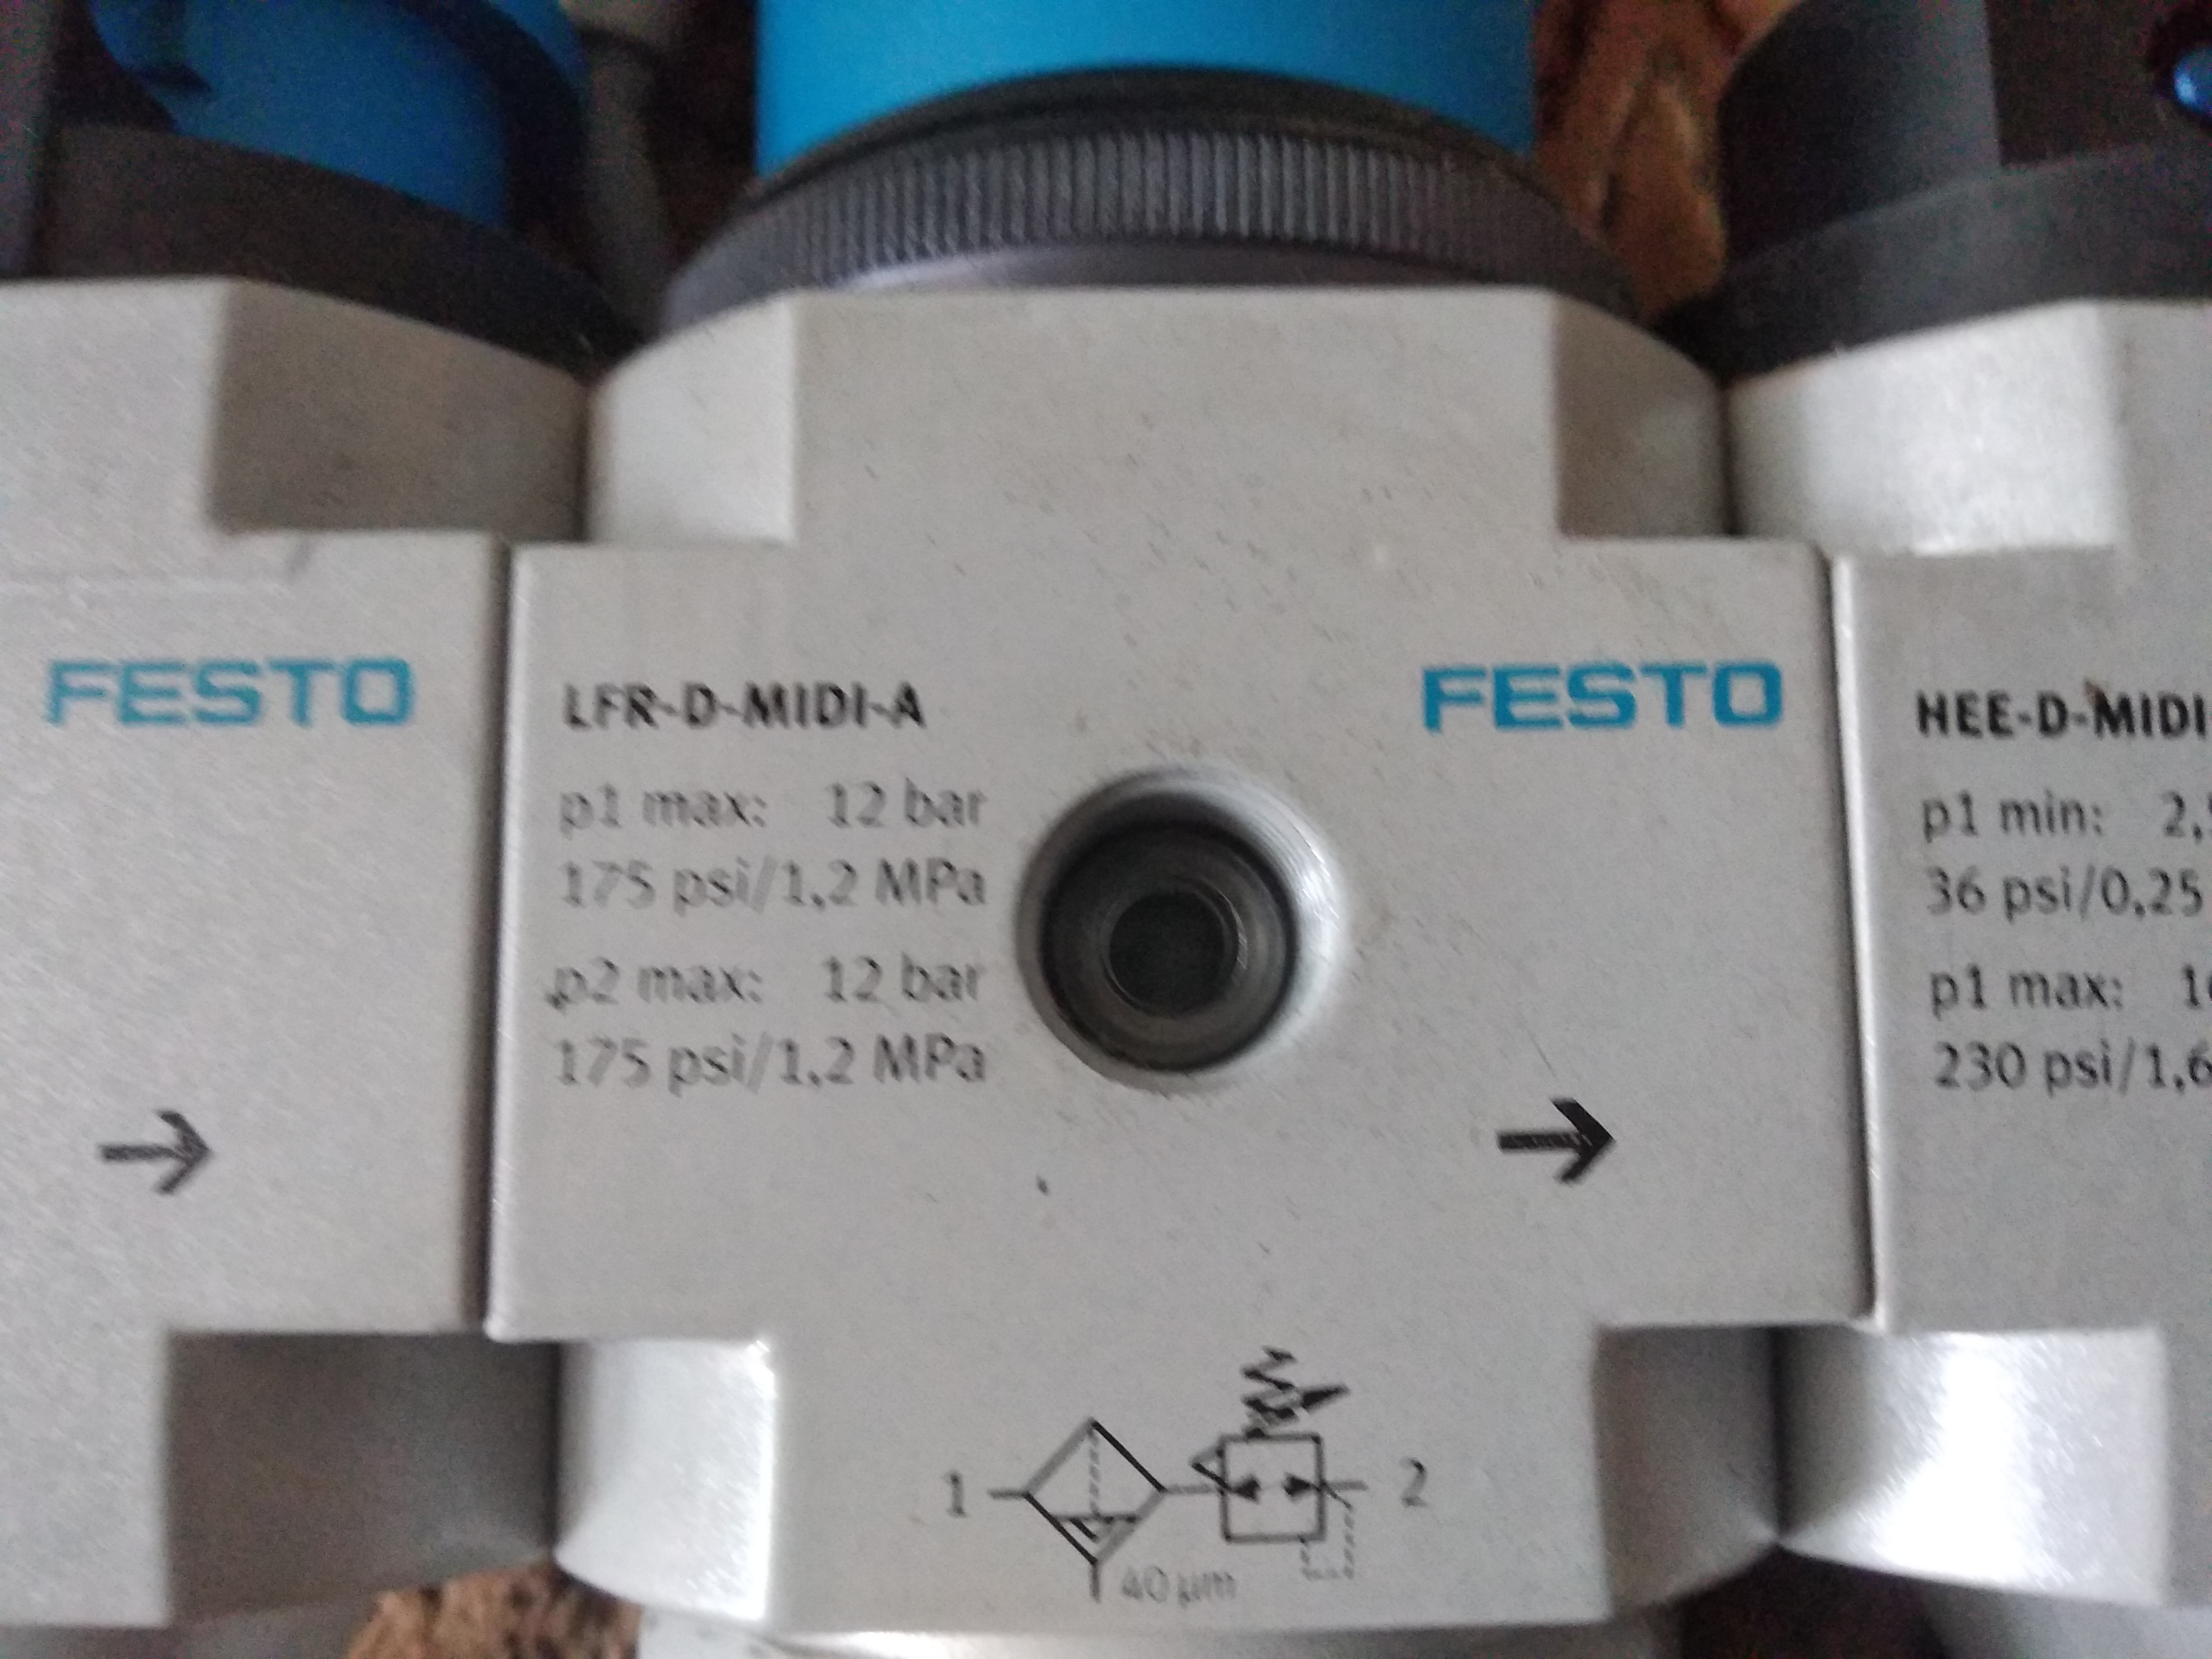 FESTO
LFR-D-MIDI-A
FESTO
p1 max: 12 bar
175 psi/1,2 MPa
p2 max: 12 bar
175 psi/1,2 MPa
1
2
40 µm
HEE-D-MIDI
p1 min: 2,
36 psi/0,25
p1 max: 1
230 psi/1,6